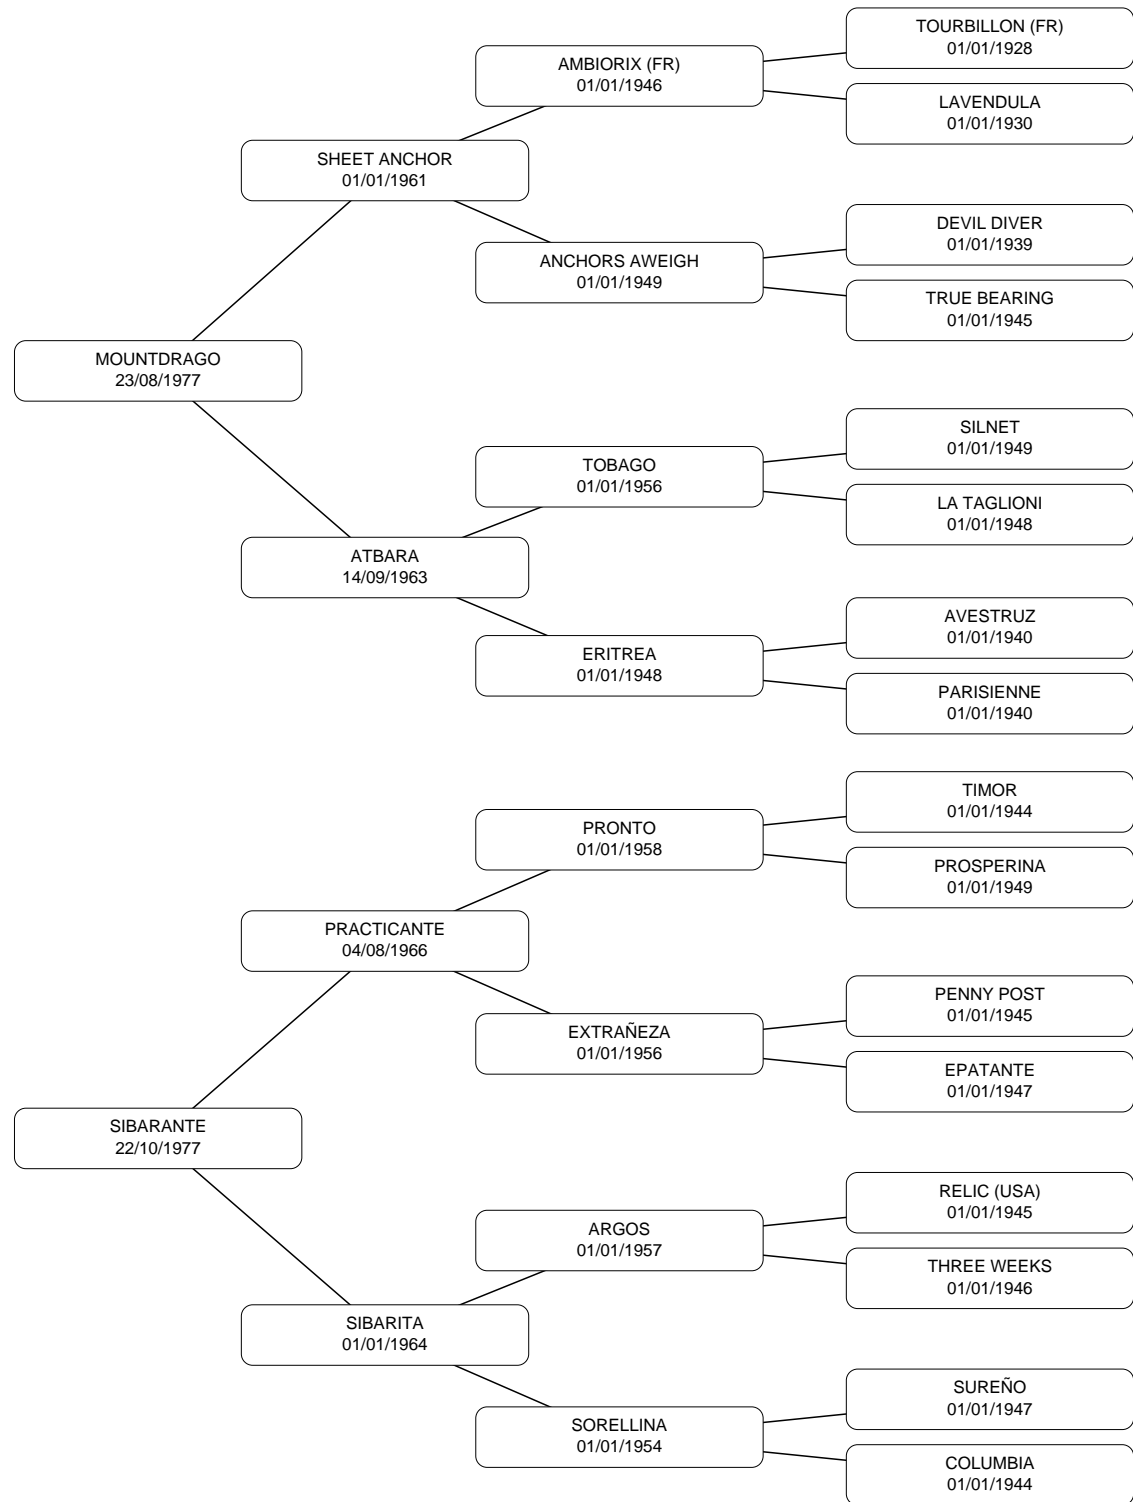 TOURBILLON (FR)
01/01/1928
AMBIORIX (FR)
01/01/1946
LAVENDULA
01/01/1930
SHEET ANCHOR
01/01/1961
DEVIL DIVER
01/01/1939
ANCHORS AWEIGH
01/01/1949
TRUE BEARING
01/01/1945
MOUNTDRAGO
23/08/1977
SILNET
01/01/1949
TOBAGO
01/01/1956
LA TAGLIONI
01/01/1948
ATBARA
14/09/1963
AVESTRUZ
01/01/1940
ERITREA
01/01/1948
PARISIENNE
01/01/1940
TIMOR
01/01/1944
PRONTO
01/01/1958
PROSPERINA
01/01/1949
PRACTICANTE
04/08/1966
PENNY POST
01/01/1945
EXTRAÑEZA
01/01/1956
EPATANTE
01/01/1947
SIBARANTE
22/10/1977
RELIC (USA)
01/01/1945
ARGOS
01/01/1957
THREE WEEKS
01/01/1946
SIBARITA
01/01/1964
SUREÑO
01/01/1947
SORELLINA
01/01/1954
COLUMBIA
01/01/1944